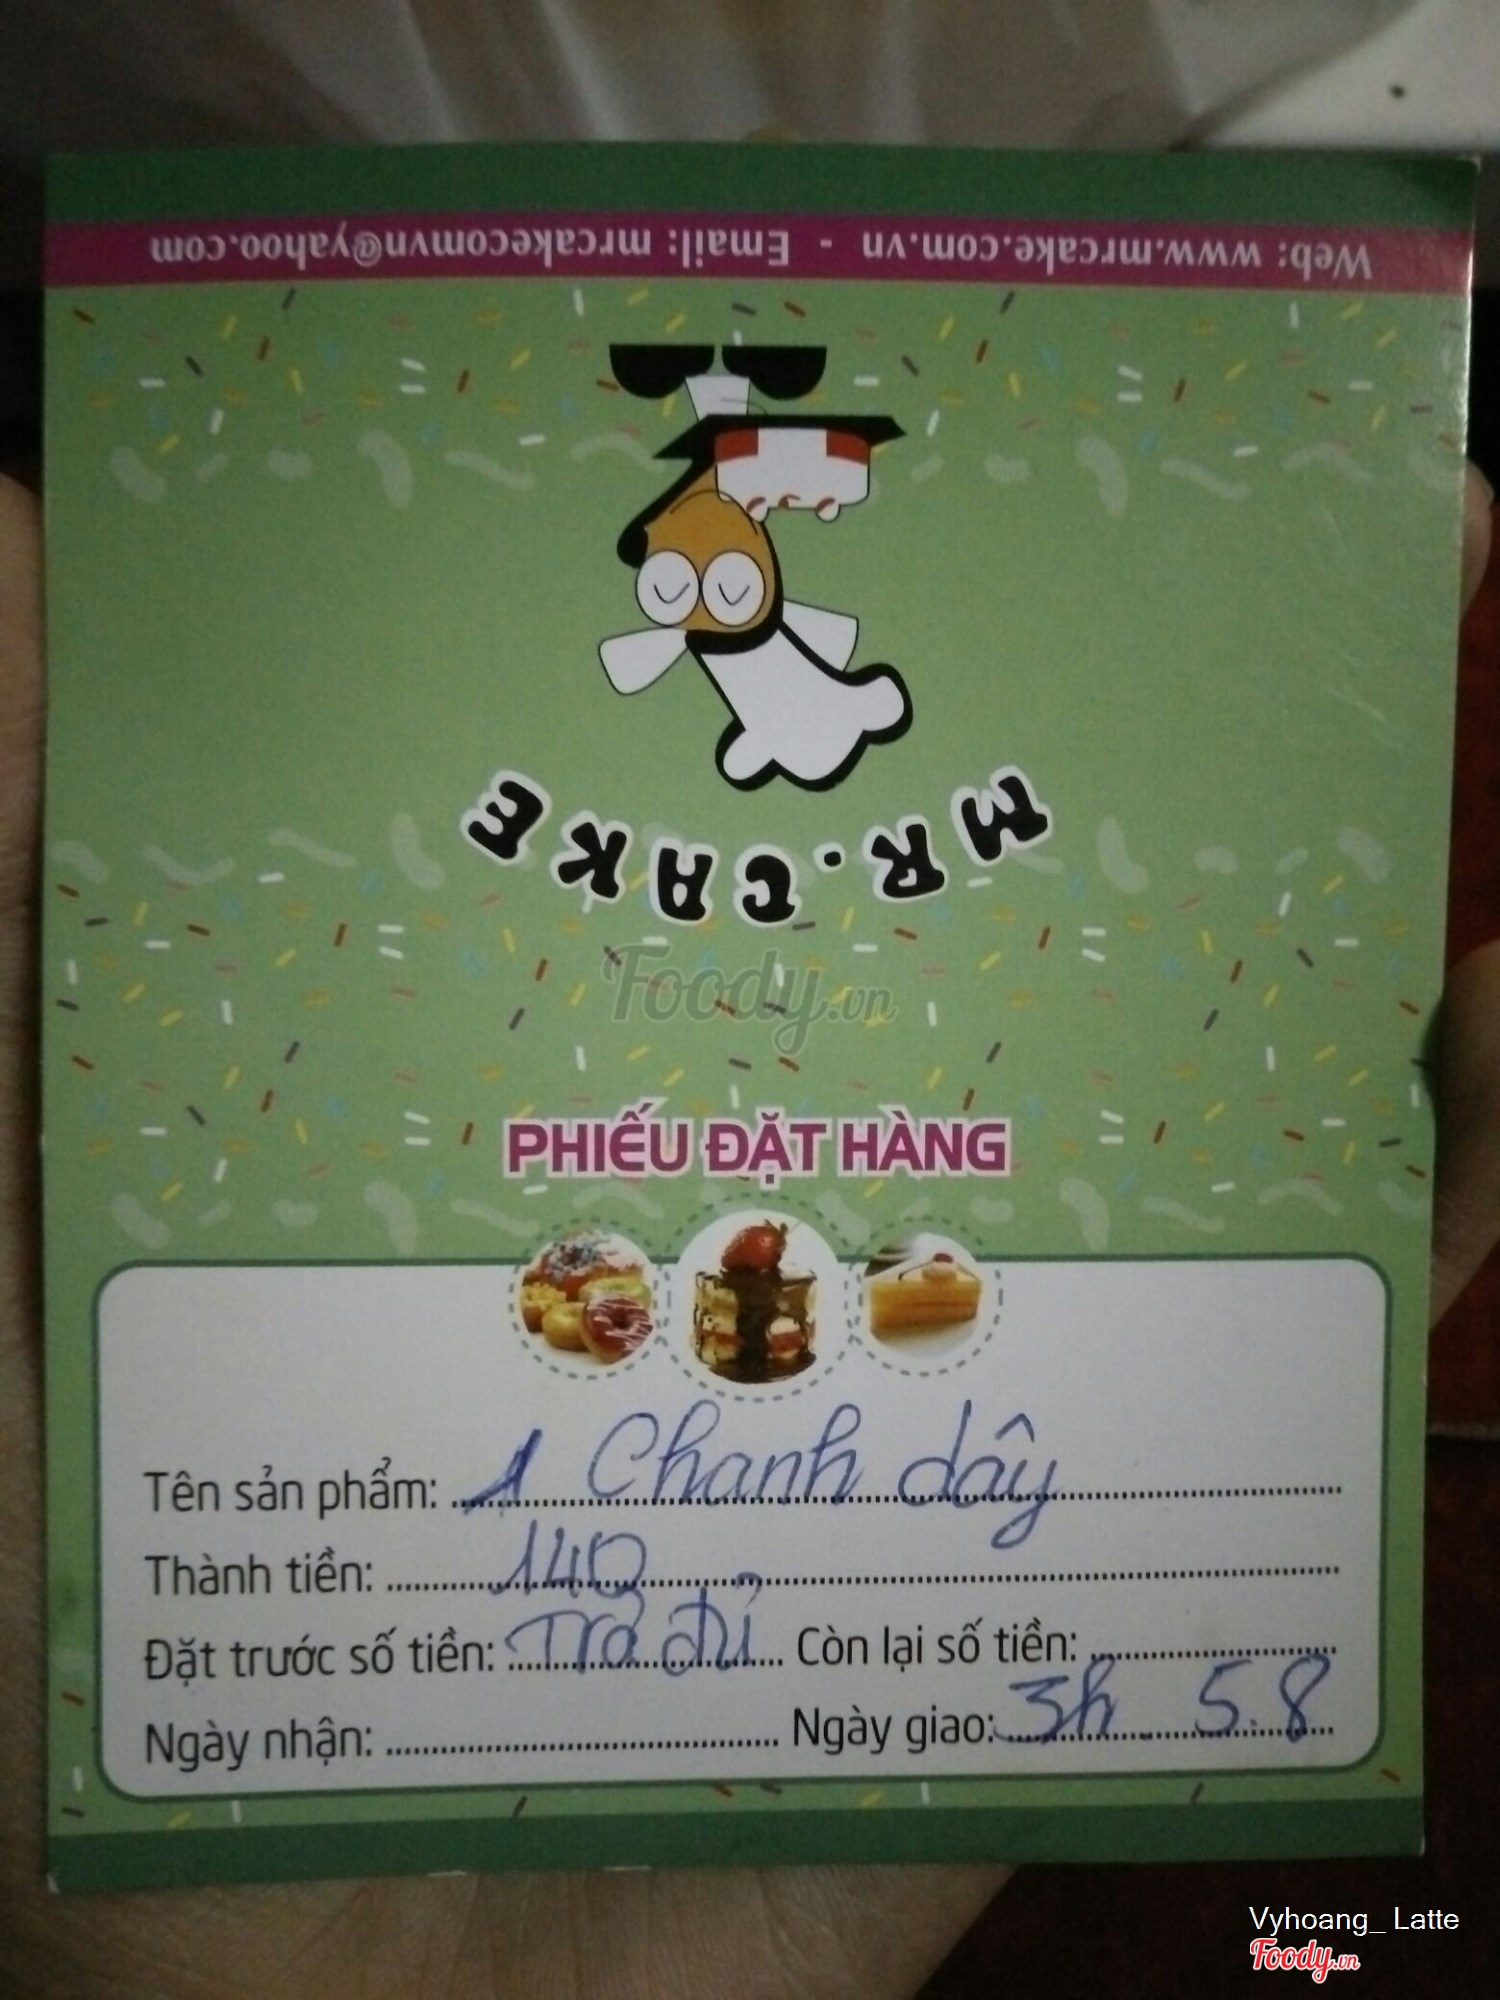 Web: www.mrcake.com.vn - Email: mrcakecomvn@yahoo.com
MR.CAKE
Foody.vn
PHIẾU ĐẶT HÀNG
Tên sản phẩm: 1 Chanh dây
Thành tiền: 140
Đặt trước số tiền: Trả đủ Còn lại số tiền:
Ngày nhận: Ngày giao: 3h 5.8
Vyhoang_ Latte
Foody.vn